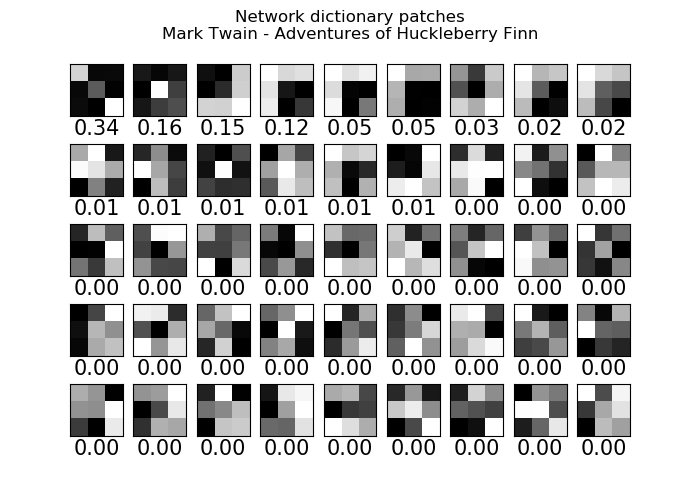 Network dictionary patches
Mark Twain - Adventures of Huckleberry Finn
0.34 0.16 0.15 0.12 0.05 0.05 0.03 0.02 0.02
0.01 0.01 0.01 0.01 0.01 0.01 0.00 0.00 0.00
0.00 0.00 0.00 0.00 0.00 0.00 0.00 0.00 0.00
0.00 0.00 0.00 0.00 0.00 0.00 0.00 0.00 0.00
0.00 0.00 0.00 0.00 0.00 0.00 0.00 0.00 0.00